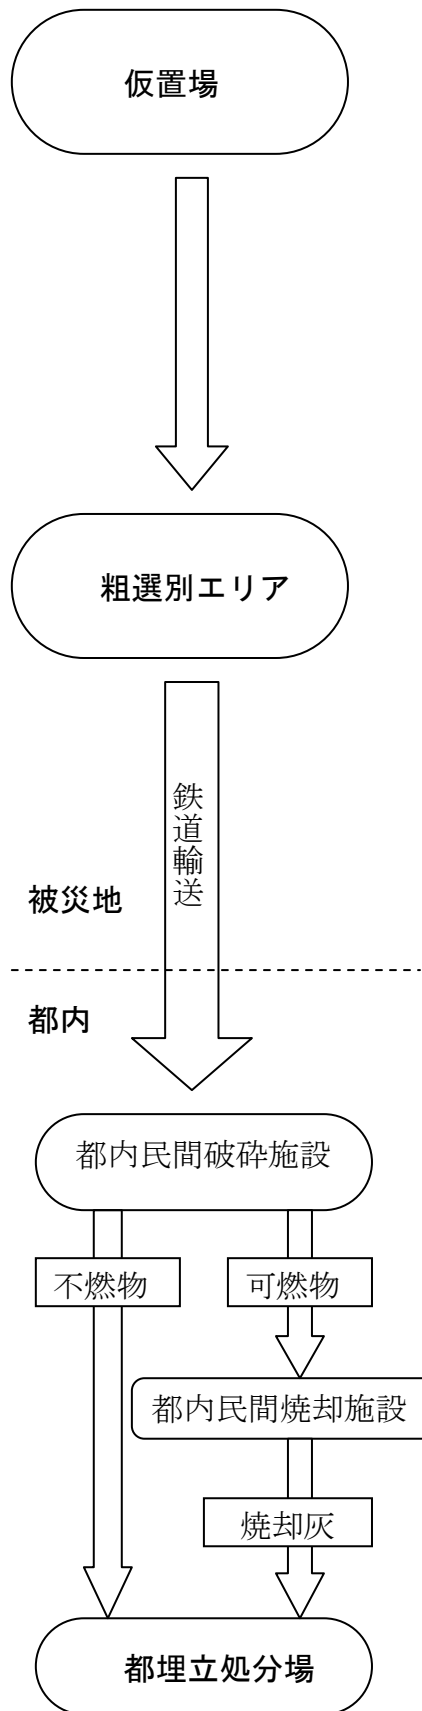 仮置場
粗選別エリア
鉄道輸送
被災地
都内
都内民間破砕施設
不燃物
可燃物
都内民間焼却施設
焼却灰
都埋立処分場